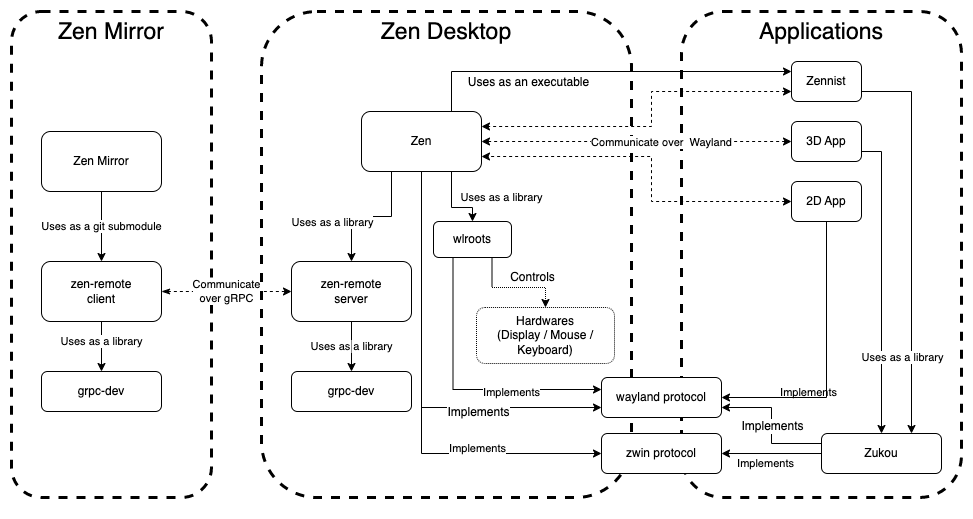 Zen Mirror
Zen Desktop
Applications
Uses as an executable
Zennist
Zen
Communicate over Wayland
3D App
Zen Mirror
2D App
Uses as a library
Uses as a git submodule
Uses as a library
wlroots
zen-remote
client
Communicate
over gRPC
zen-remote
server
Controls
Hardwares
(Display / Mouse /
Keyboard)
Uses as a library
Uses as a library
Uses as a library
grpc-dev
grpc-dev
Implements
wayland protocol
Implements
Implements
Implements
Implements
zwin protocol
Zukou
Implements